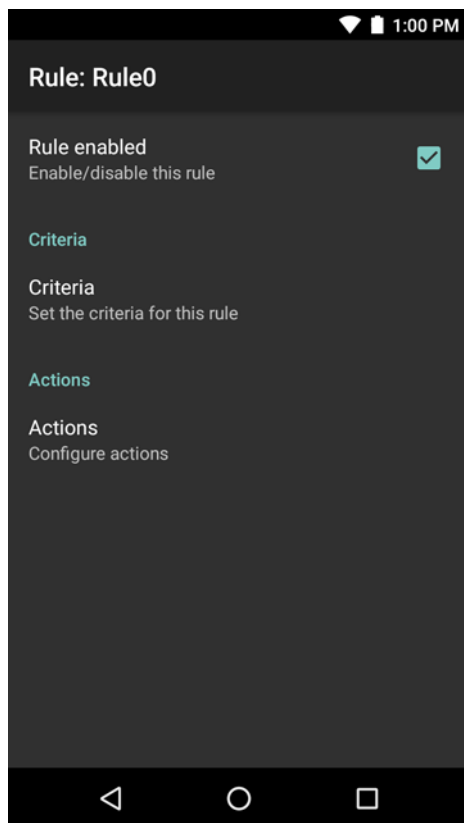 1:00 PM
Rule: Rule0
Rule enabled
Enable/disable this rule
Criteria
Criteria
Set the criteria for this rule
Actions
Actions
Configure actions